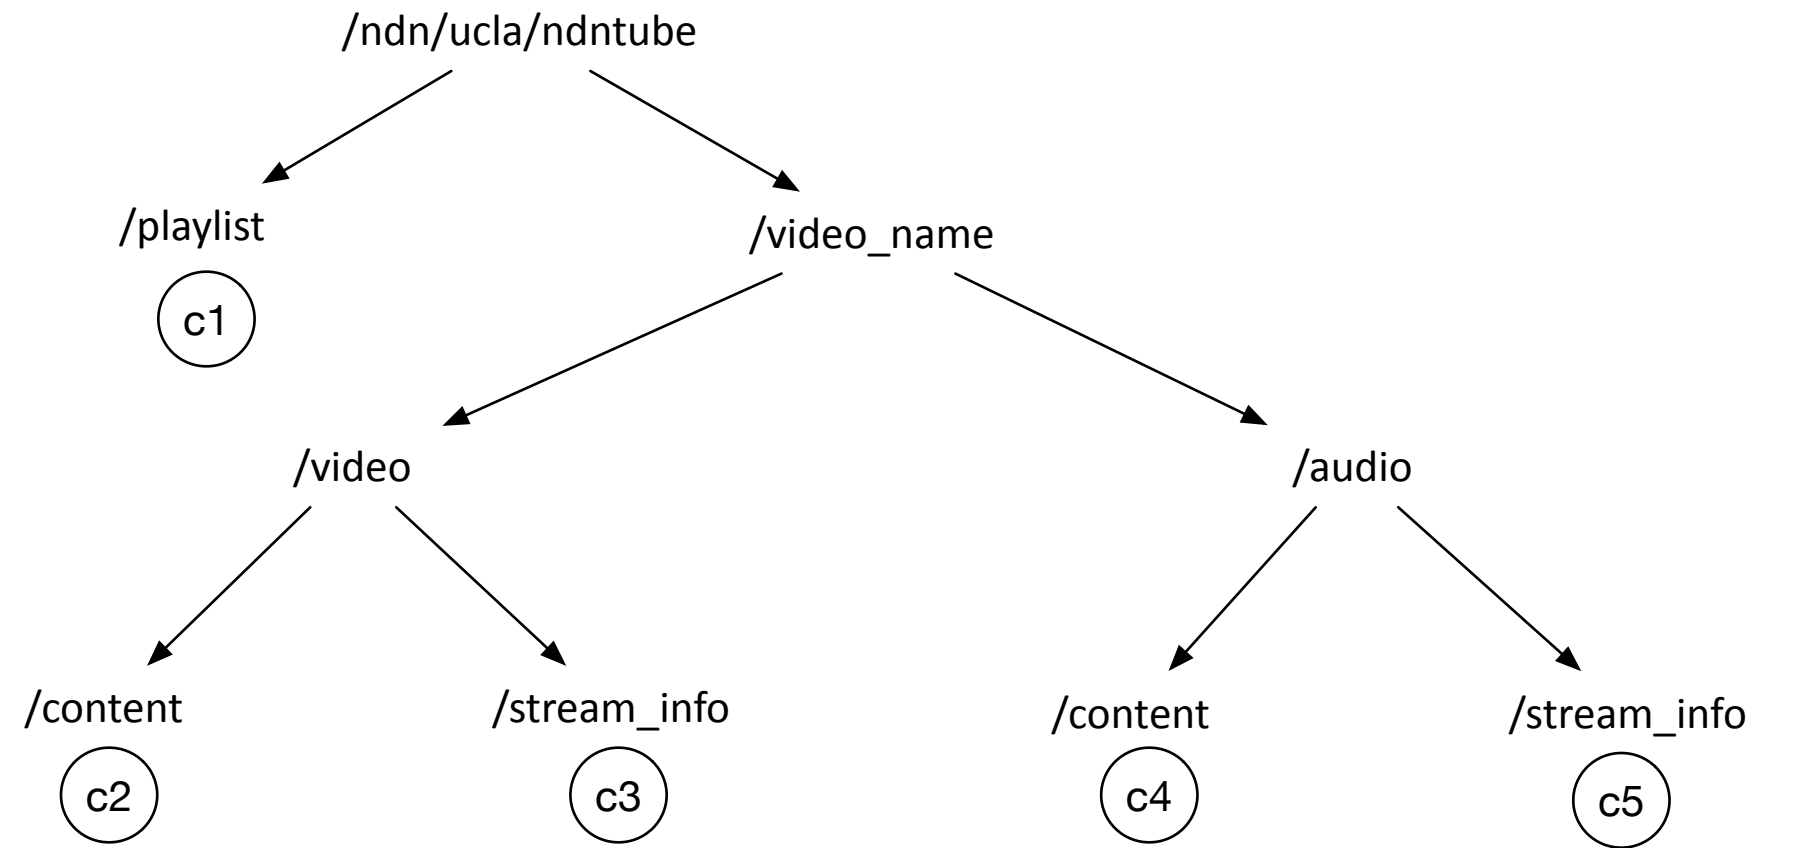 /ndn/ucla/ndntube
/playlist
/video_name
c1
/video
/audio
/content
/stream_info
/content
/stream_info
c2
c3
c4
c5